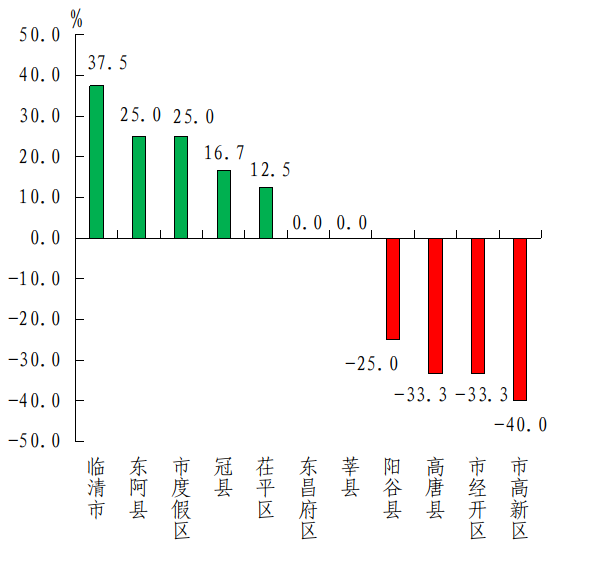 %
50.0
40.0
30.0
20.0
10.0
0.0
-10.0
-20.0
-30.0
-40.0
-50.0
37.5
25.0
25.0
16.7
12.5
0.0
0.0
-25.0
-33.3
-33.3
-40.0
临清市
东阿县
市度假区
冠县
茌平区
东昌府区
莘县
阳谷县
高唐县
市经开区
市高新区